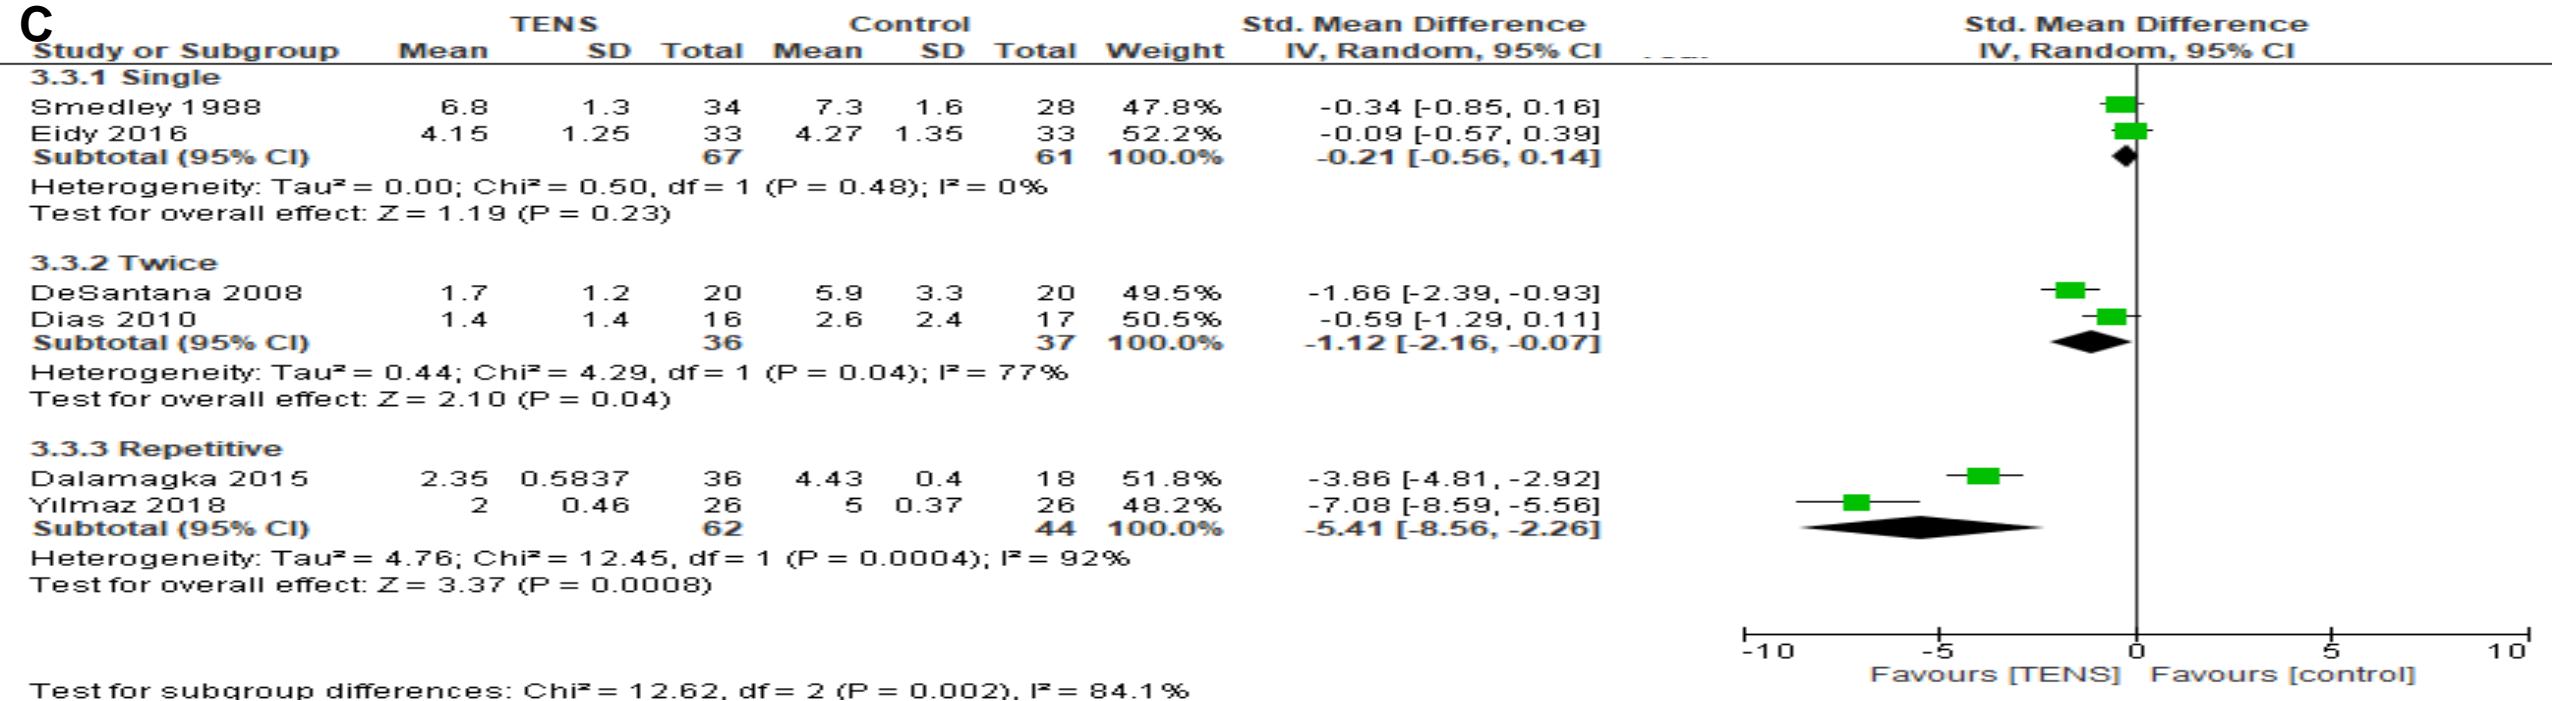 C
TENS Control Std. Mean Difference Std. Mean Difference
Study or Subgroup Mean SD Total Mean SD Total Weight IV, Random, 95% CI IV, Random, 95% CI
3.3.1 Single
Smedley 1988 6.8 1.3 34 7.3 1.6 28 47.8% -0.34 [-0.85, 0.16]
Eidy 2016 4.15 1.25 33 4.27 1.35 33 52.2% -0.09 [-0.57, 0.39]
Subtotal (95% CI) 67 61 100.0% -0.21 [-0.56, 0.14]
Heterogeneity: Tau² = 0.00; Chi² = 0.50, df = 1 (P = 0.48); I² = 0%
Test for overall effect: Z = 1.19 (P = 0.23)
3.3.2 Twice
DeSantana 2008 1.7 1.2 20 5.9 3.3 20 49.5% -1.66 [-2.39, -0.93]
Dias 2010 1.4 1.4 16 2.6 2.4 17 50.5% -0.59 [-1.29, 0.11]
Subtotal (95% CI) 36 37 100.0% -1.12 [-2.16, -0.07]
Heterogeneity: Tau² = 0.44; Chi² = 4.29, df = 1 (P = 0.04); I² = 77%
Test for overall effect: Z = 2.10 (P = 0.04)
3.3.3 Repetitive
Dalamagka 2015 2.35 0.5837 36 4.43 0.4 18 51.8% -3.86 [-4.81, -2.92]
Yılmaz 2018 2 0.46 26 5 0.37 26 48.2% -7.08 [-8.59, -5.56]
Subtotal (95% CI) 62 44 100.0% -5.41 [-8.56, -2.26]
Heterogeneity: Tau² = 4.76; Chi² = 12.45, df = 1 (P = 0.0004); I² = 92%
Test for overall effect: Z = 3.37 (P = 0.0008)
-10 -5 0 5 10
Favours [TENS] Favours [control]
Test for subgroup differences: Chi² = 12.62, df = 2 (P = 0.002), I² = 84.1%